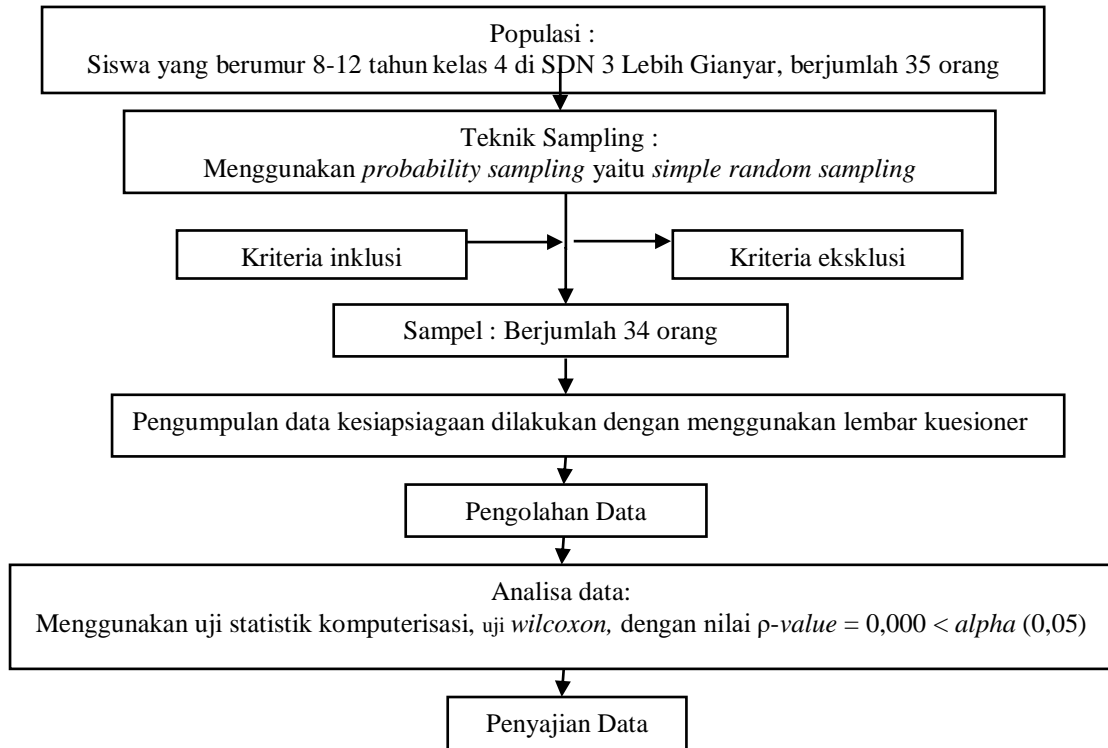 Populasi :
Siswa yang berumur 8-12 tahun kelas 4 di SDN 3 Lebih Gianyar, berjumlah 35 orang
Teknik Sampling :
Menggunakan probability sampling yaitu simple random sampling
Kriteria inklusi
Kriteria eksklusi
Sampel : Berjumlah 34 orang
Pengumpulan data kesiapsiagaan dilakukan dengan menggunakan lembar kuesioner
Pengolahan Data
Analisa data:
Menggunakan uji statistik komputerisasi, uji wilcoxon, dengan nilai ρ-value = 0,000 < alpha (0,05)
Penyajian Data